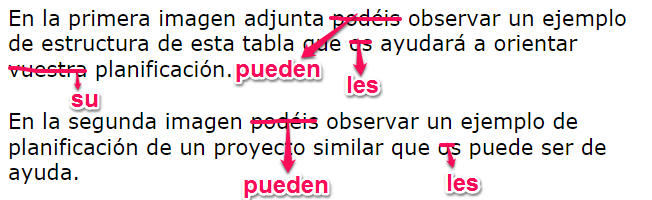 En la primera imagen adjunta podéis observar un ejemplo
de estructura de esta tabla que os ayudará a orientar
vuestra planificación. pueden
les
su
En la segunda imagen podéis observar un ejemplo de
planificación de un proyecto similar que os puede ser de
ayuda.
pueden
les